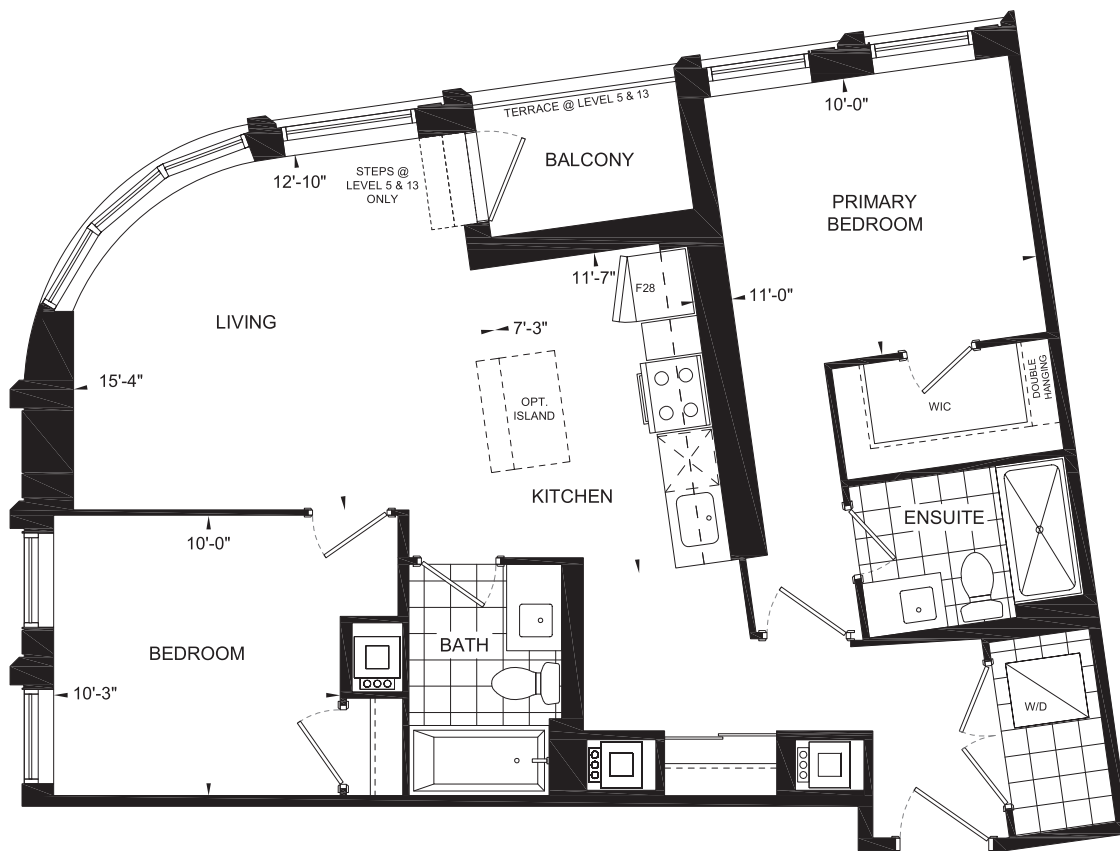 TERRACE @ LEVEL 5 & 13
10'-0"
BALCONY
STEPS @
LEVEL 5 & 13
ONLY
12'-10"
PRIMARY
BEDROOM
11'-7"
F28
11'-0"
LIVING
7'-3"
15'-4"
OPT.
ISLAND
DOUBLE
HANGING
WIC
KITCHEN
ENSUITE
10'-0"
BEDROOM
BATH
10'-3"
W/D